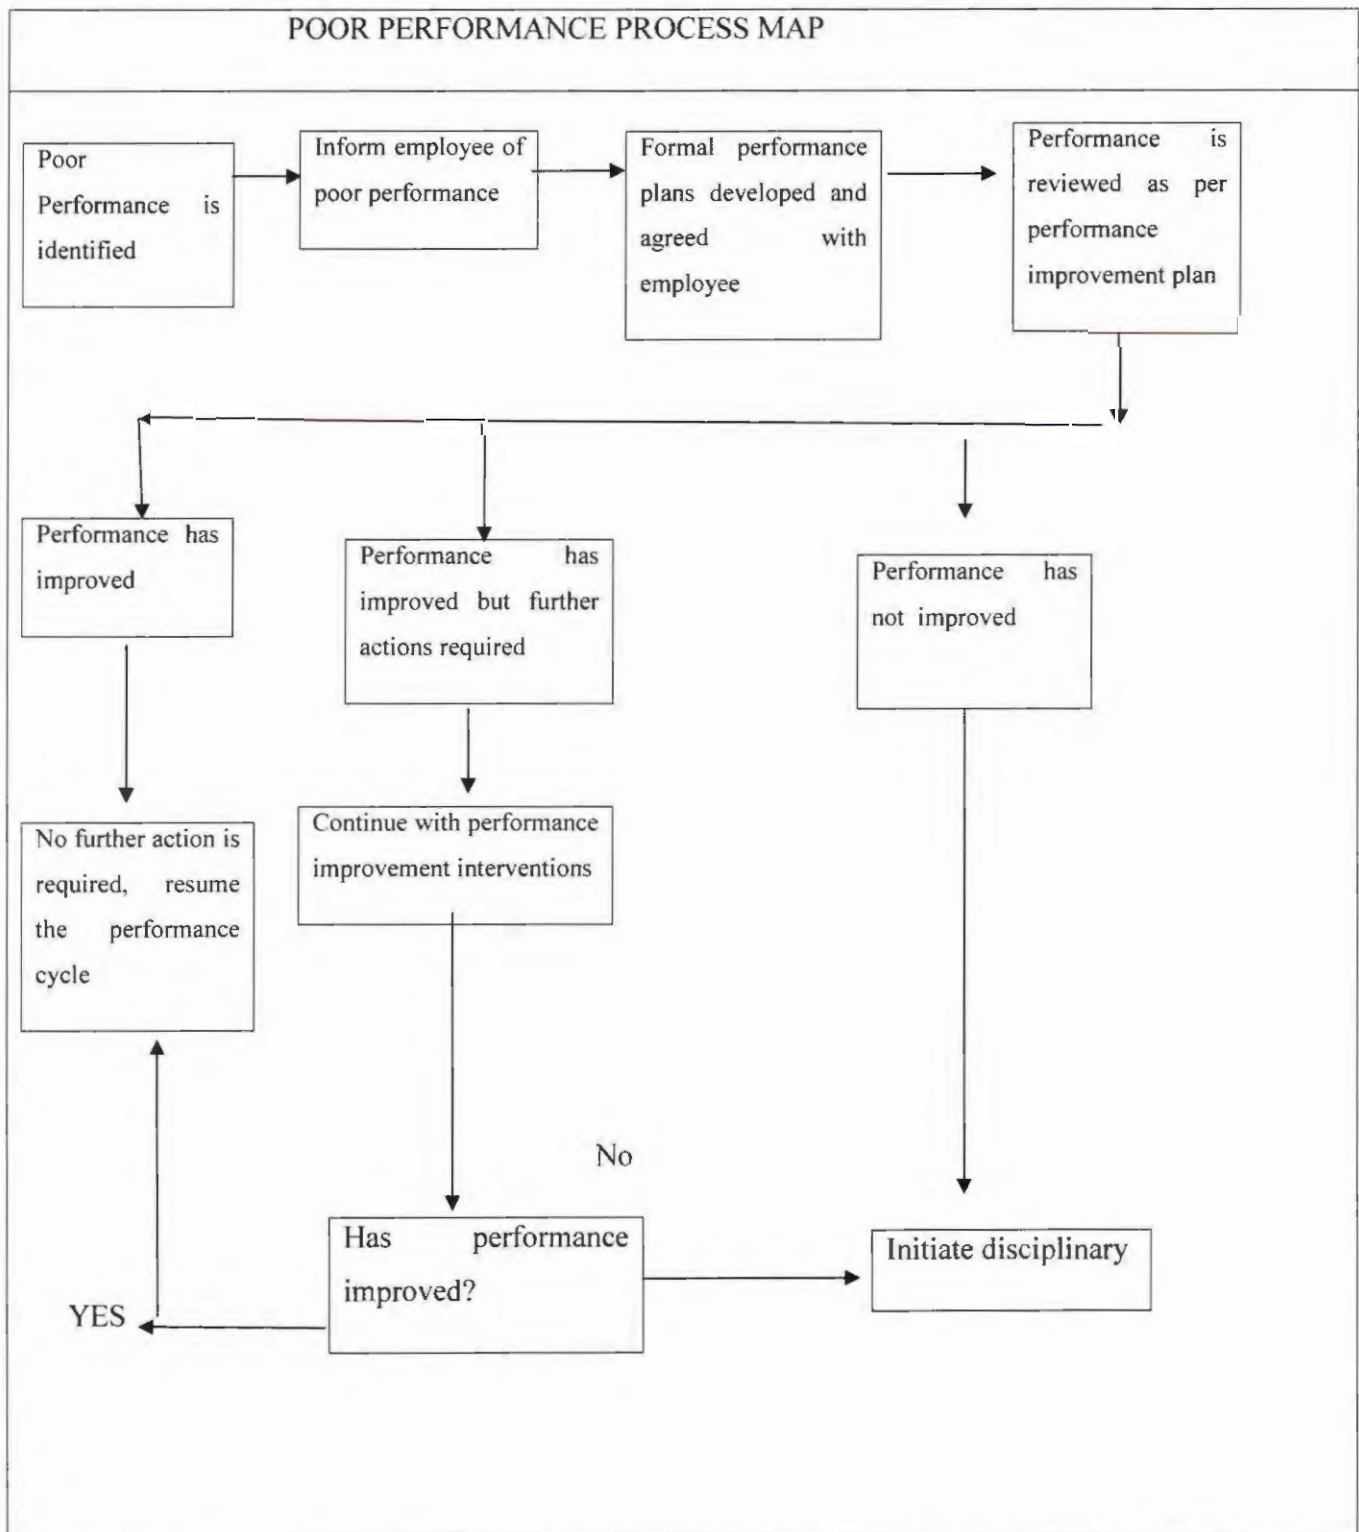 POOR PERFORMANCE PROCESS MAP
Poor
Performance is
identified
Inform employee of
poor performance
Formal performance
plans developed and
agreed with
employee
Performance is
reviewed as per
performance
improvement plan
Performance has
improved
Performance has
improved but further
actions required
Performance has
not improved
No further action is
required, resume
the performance
cycle
Continue with performance
improvement interventions
No
Has performance
improved?
Initiate disciplinary
YES